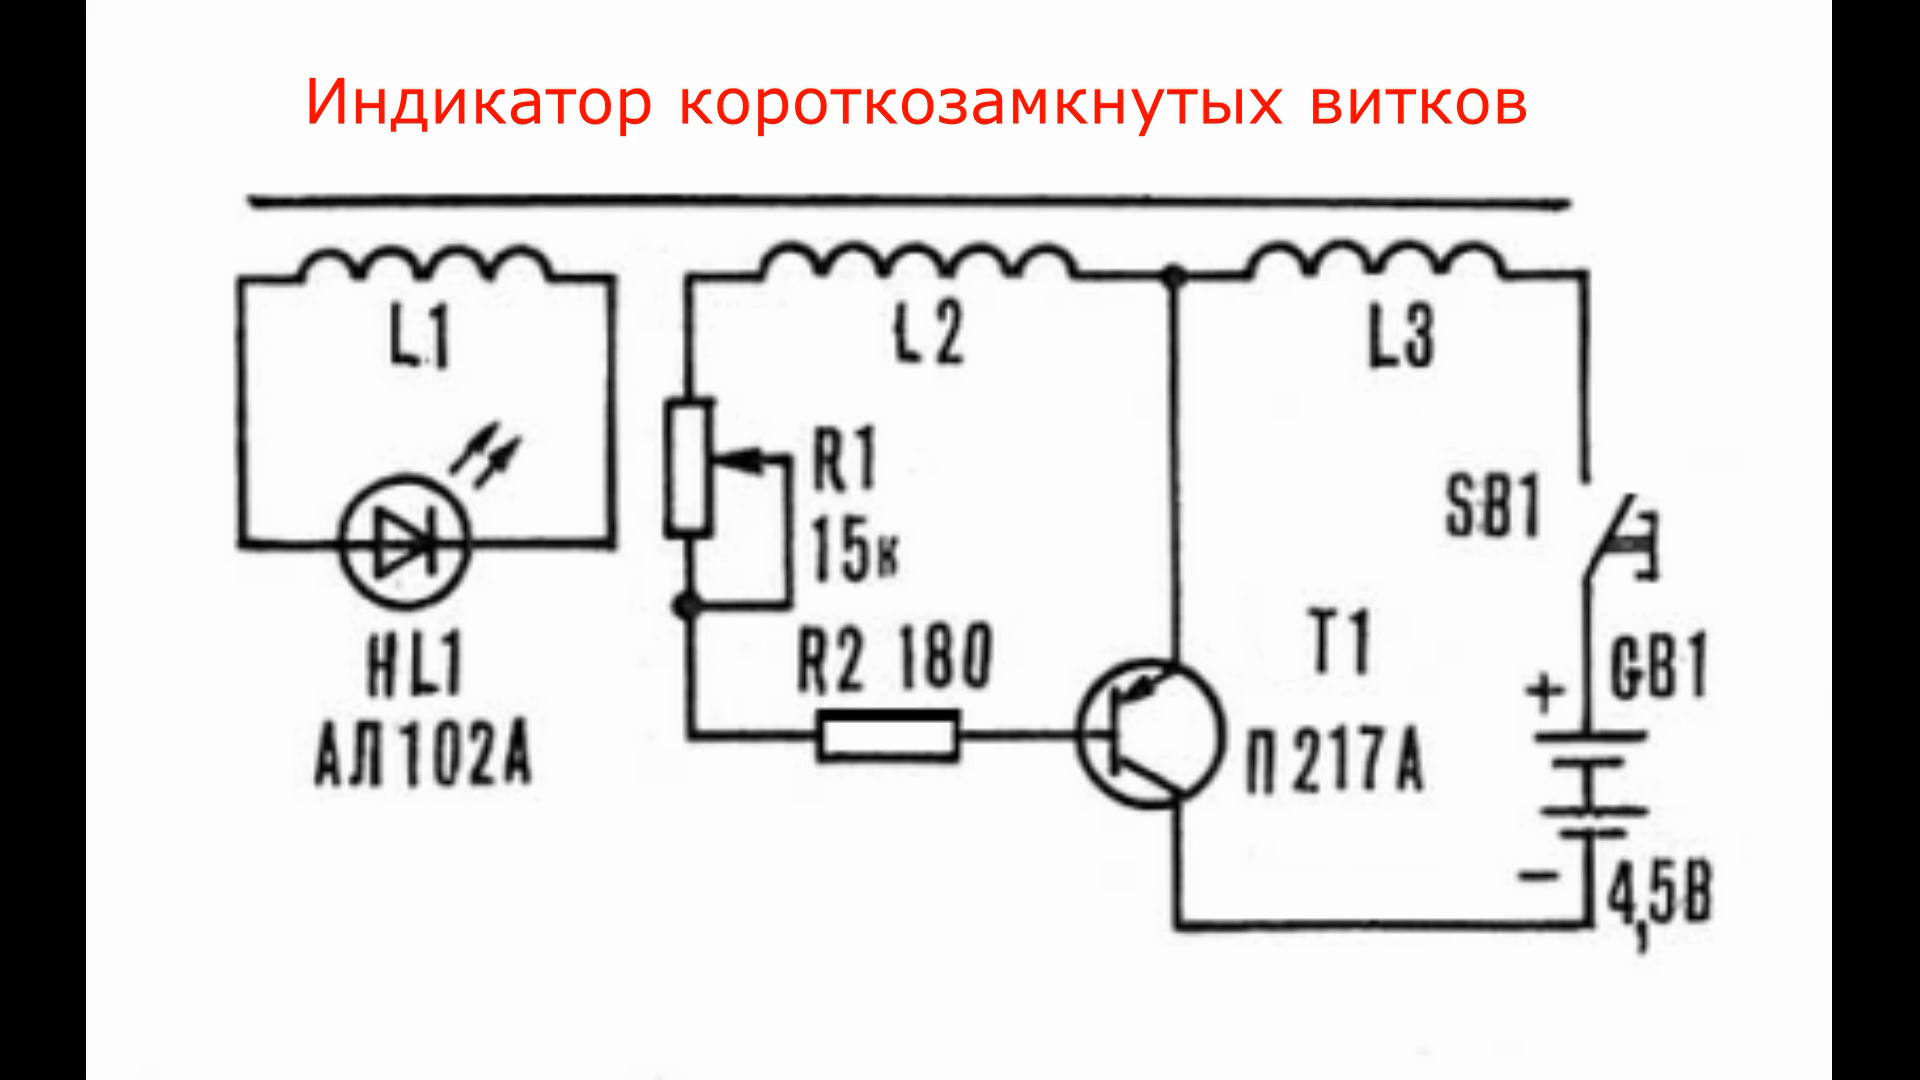 Индикатор короткозамкнутых витков
L1
L2
L3
R1
15к
SB1
HL1
АЛ102А
R2 180
T1
П217А
+
GB1
−
4,5В